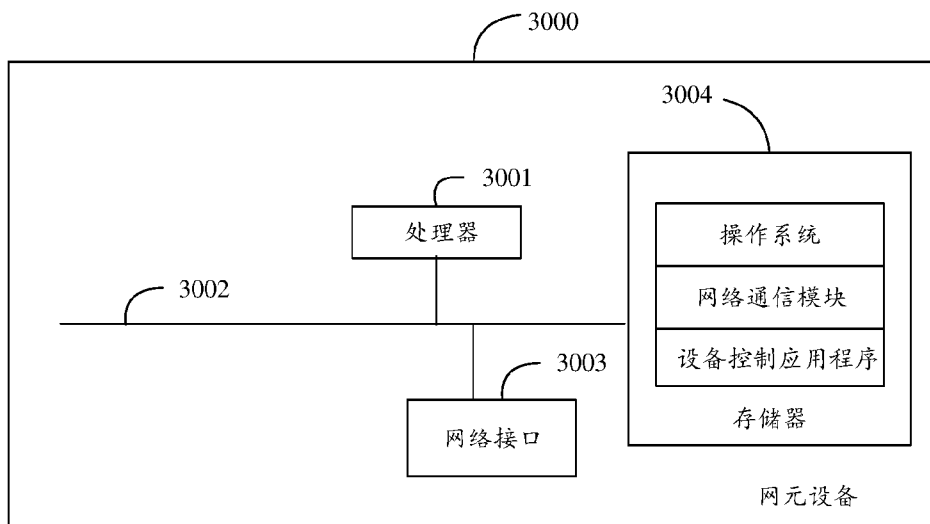 3000
3004
3001
处理器
操作系统
3002
网络通信模块
3003
设备控制应用程序
存储器
网络接口
网元设备